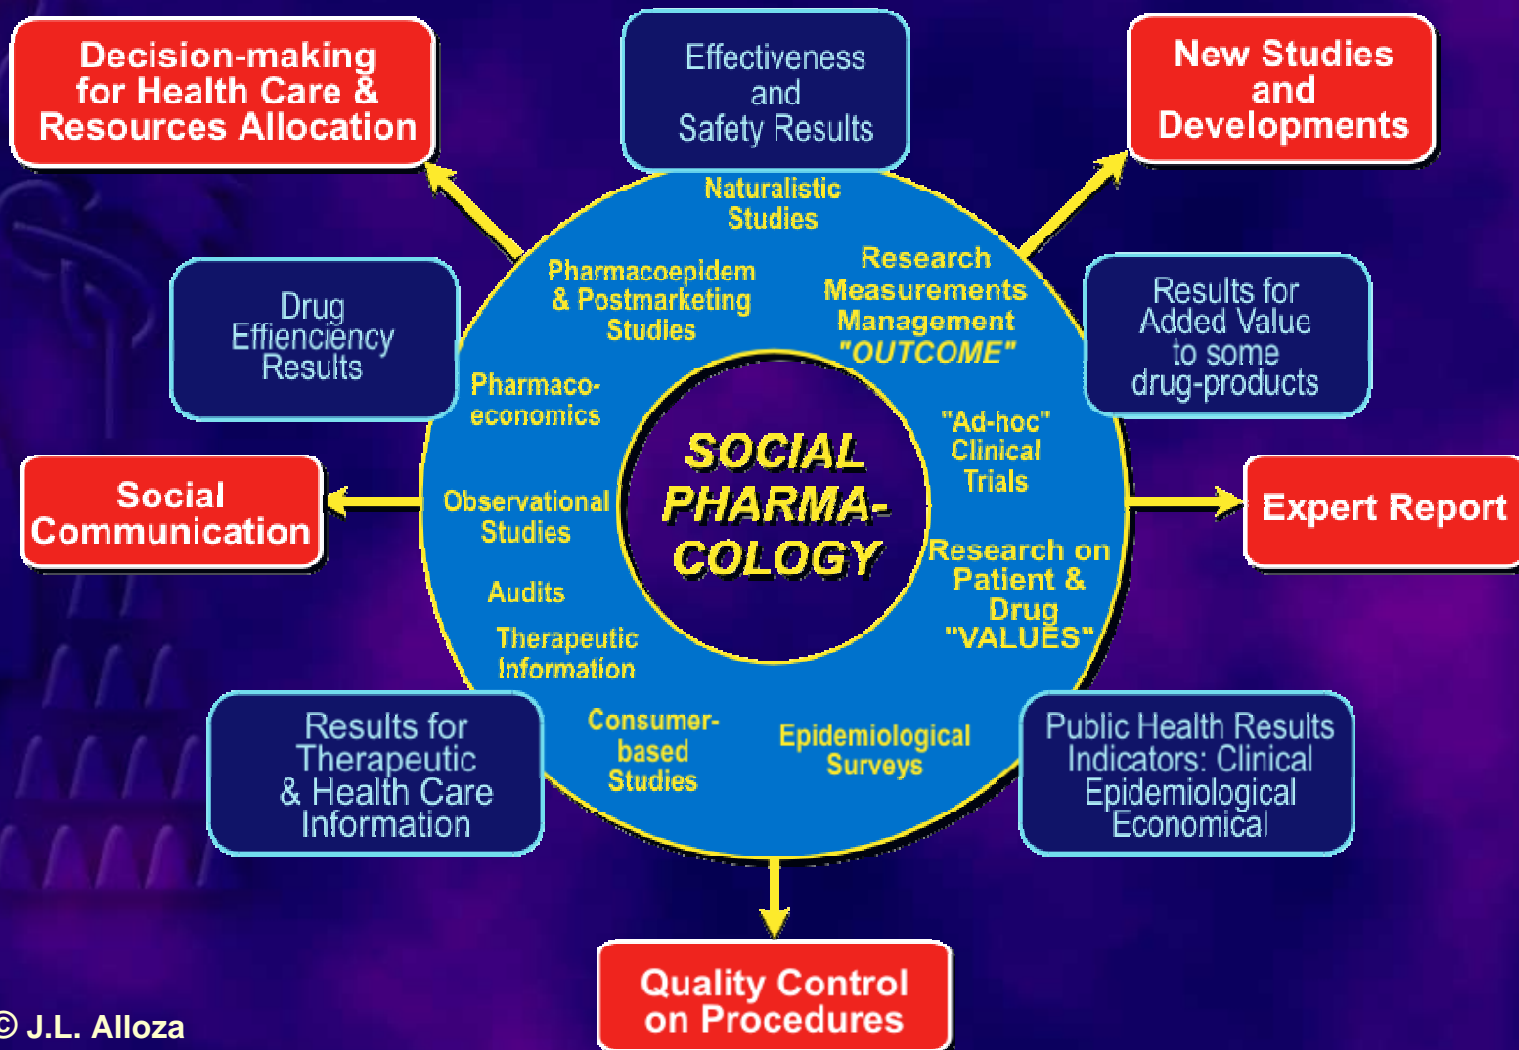 Decision-making
for Health Care &
Resources Allocation
Effectiveness
and
Safety Results
New Studies
and
Developments
Naturalistic
Studies
Pharmacoepidem
& Postmarketing
Studies
Research
Measurements
Management
"OUTCOME"
Drug
Effienciency
Results
Results for
Added Value
to some
drug-products
Pharmaco-
economics
"Ad-hoc"
Clinical
Trials
SOCIAL
PHARMA-
COLOGY
Social
Communication
Observational
Studies
Expert Report
Research on
Patient &
Drug
"VALUES"
Audits
Therapeutic
Information
Results for
Therapeutic
& Health Care
Information
Consumer-
based
Studies
Epidemiological
Surveys
Public Health Results
Indicators: Clinical
Epidemiological
Economical
Quality Control
on Procedures
© J.L. Alloza